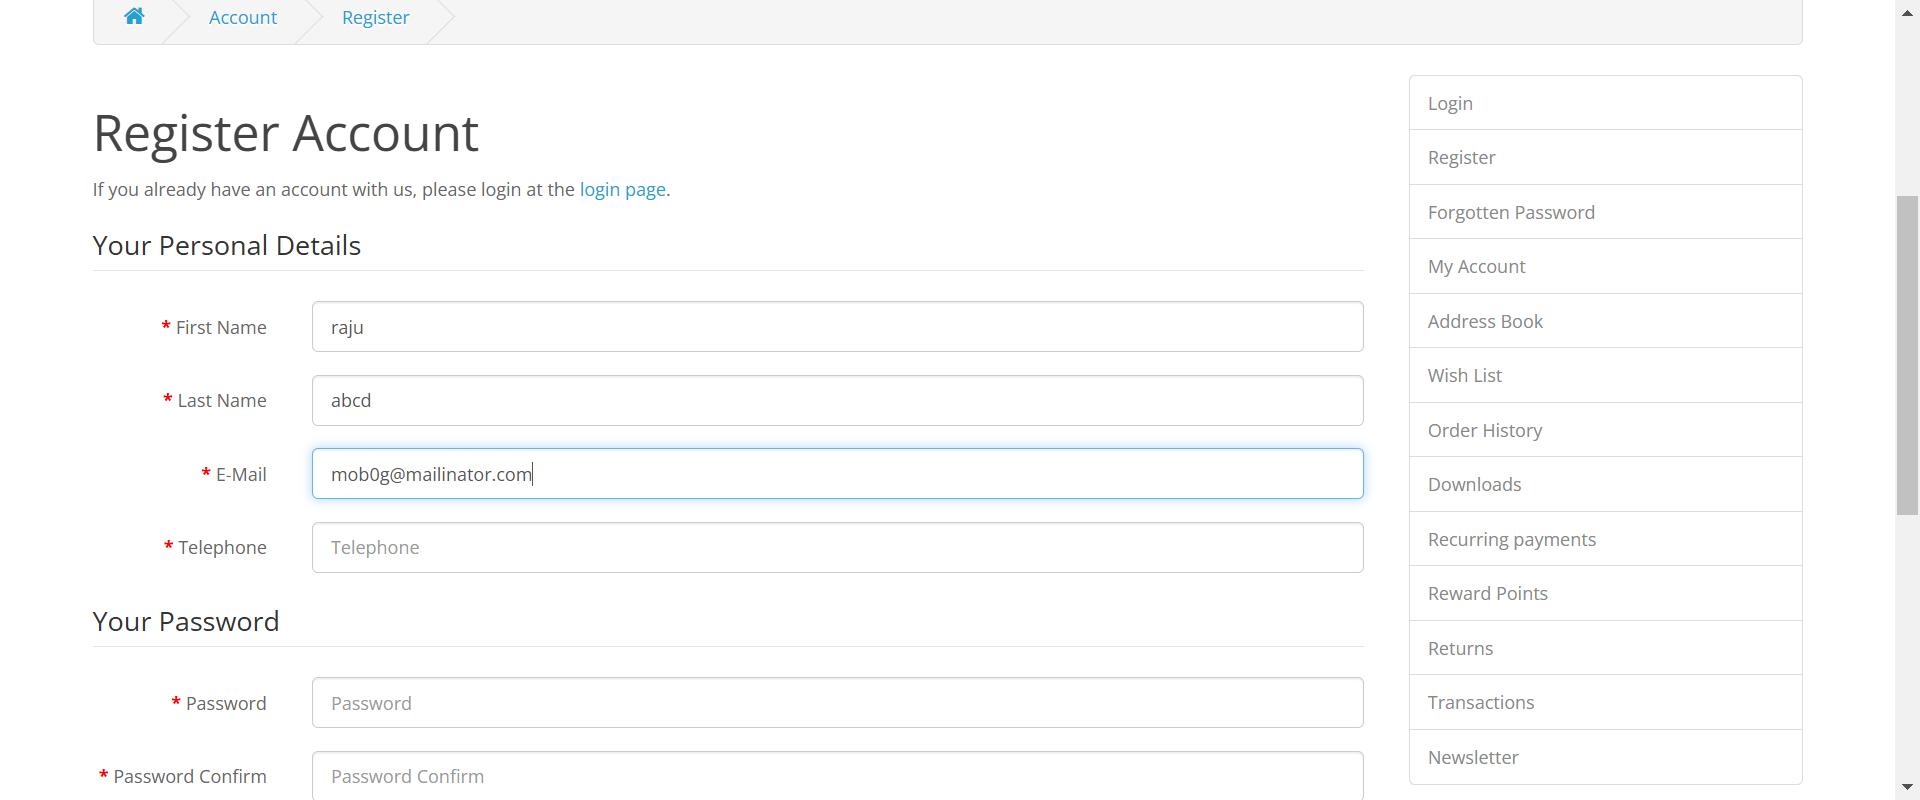 Account
Register
Register Account
If you already have an account with us, please login at the login page.
Your Personal Details
* First Name
raju
* Last Name
abcd
* E-Mail
mob0g@mailinator.com
* Telephone
Telephone
Your Password
* Password
Password
* Password Confirm
Password Confirm
Login
Register
Forgotten Password
My Account
Address Book
Wish List
Order History
Downloads
Recurring payments
Reward Points
Returns
Transactions
Newsletter